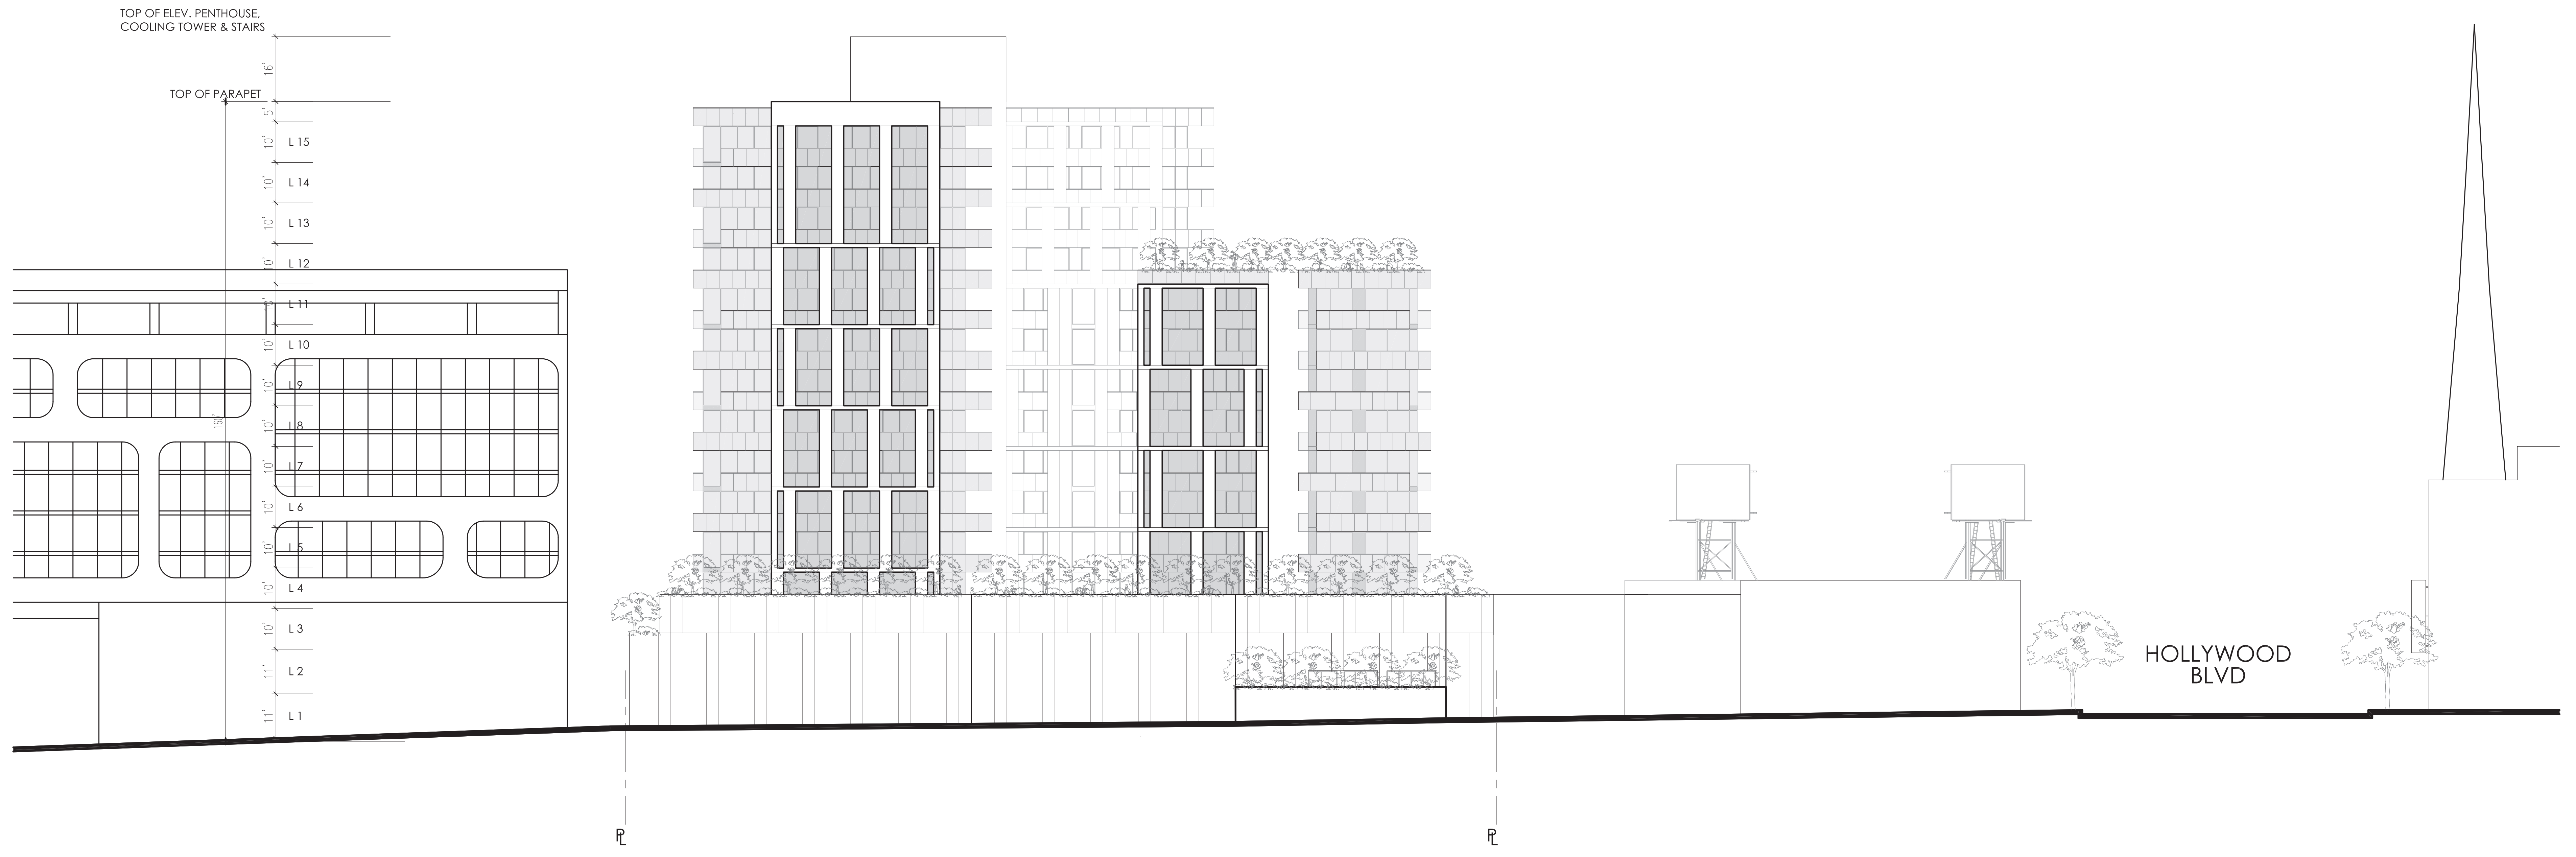 TOP OF ELEV. PENTHOUSE,
COOLING TOWER & STAIRS
16'
TOP OF PARAPET
5'
10' L 15
10' L 14
10' L 13
10' L 12
10' L 11
10' L 10
10' L 9
160'
10' L 8
10' L 7
10' L 6
10' L 5
10' L 4
10' L 3
11' L 2
11' L 1
HOLLYWOOD
BLVD
PL
PL